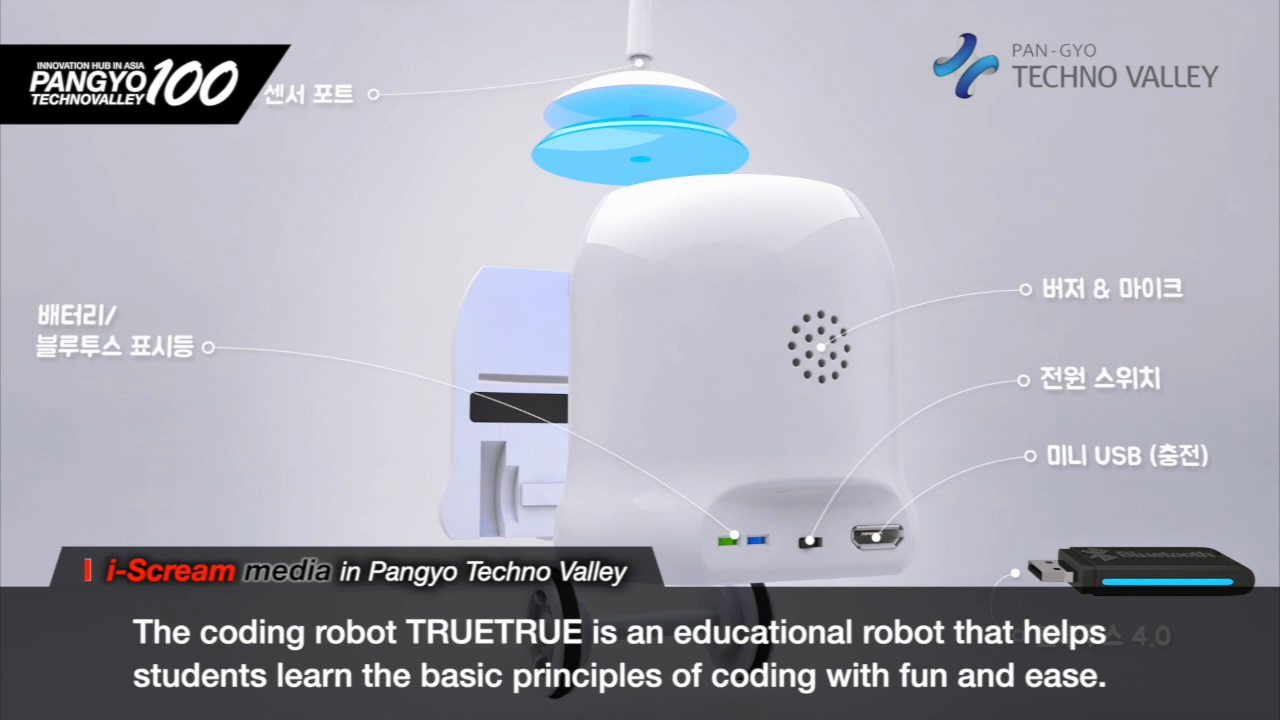 INNOVATION HUB IN ASIA
PANGYO
TECHNOVALLEY
100
PAN-GYO
TECHNO VALLEY
센서 포트
버저 & 마이크
배터리/
블루투스 표시등
전원 스위치
미니 USB (충전)
Bluetooth
4.0
i-Scream media in Pangyo Techno Valley
The coding robot TRUETRUE is an educational robot that helps
students learn the basic principles of coding with fun and ease.